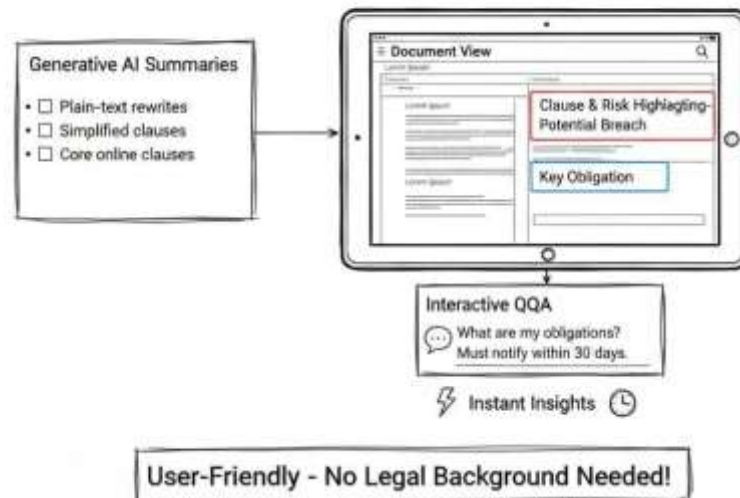 Generative AI Summaries
Plain-text rewrites
Simplified clauses
Core online clauses
Document View
Lorem Ipsum
Lorem Ipsum
Lorem Ipsum
Clause & Risk Highlagting-
Potential Breach
Key Obligation
Interactive QQA
What are my obligations?
Must notify within 30 days.
Instant Insights
User-Friendly - No Legal Background Needed!